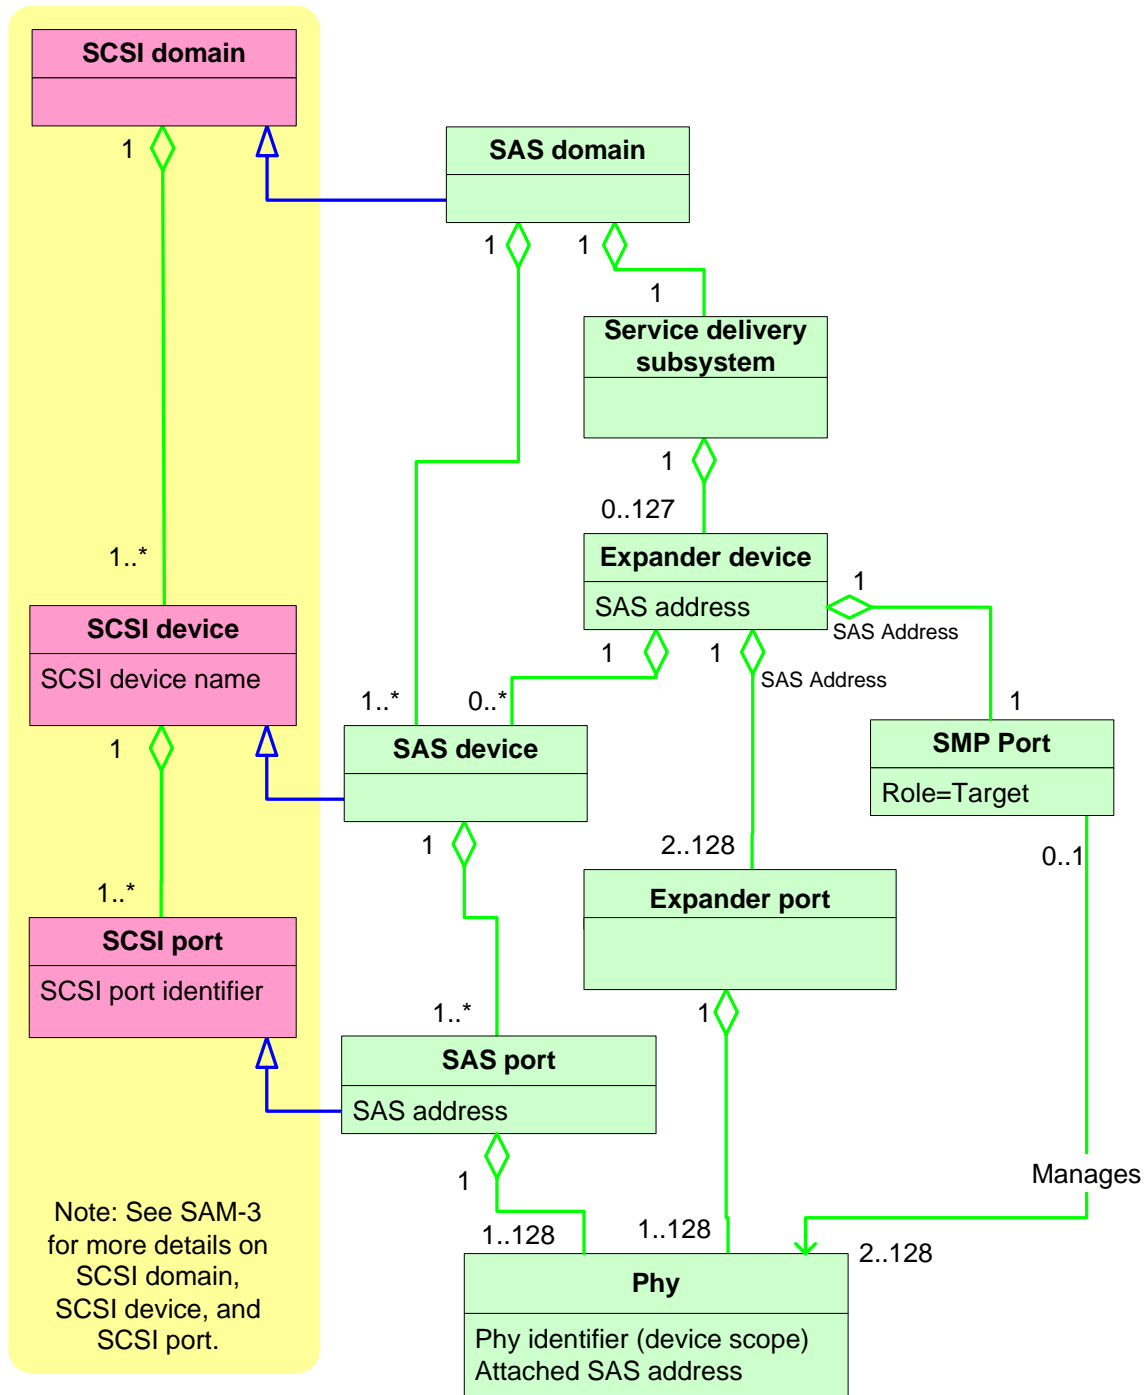 SCSI domain
1
SAS domain
1
1
1
Service delivery
subsystem
1
0..127
1..*
Expander device
SAS address
1
SAS Address
1
1
SAS Address
SCSI device
SCSI device name
1
1..*
0..*
SAS device
1
SMP Port
Role=Target
1
2..128
0..1
1..*
Expander port
SCSI port
SCSI port identifier
1..*
1
SAS port
SAS address
1
Manages
1..128
1..128
2..128
Phy
Phy identifier (device scope)
Attached SAS address
Note: See SAM-3
for more details on
SCSI domain,
SCSI device, and
SCSI port.